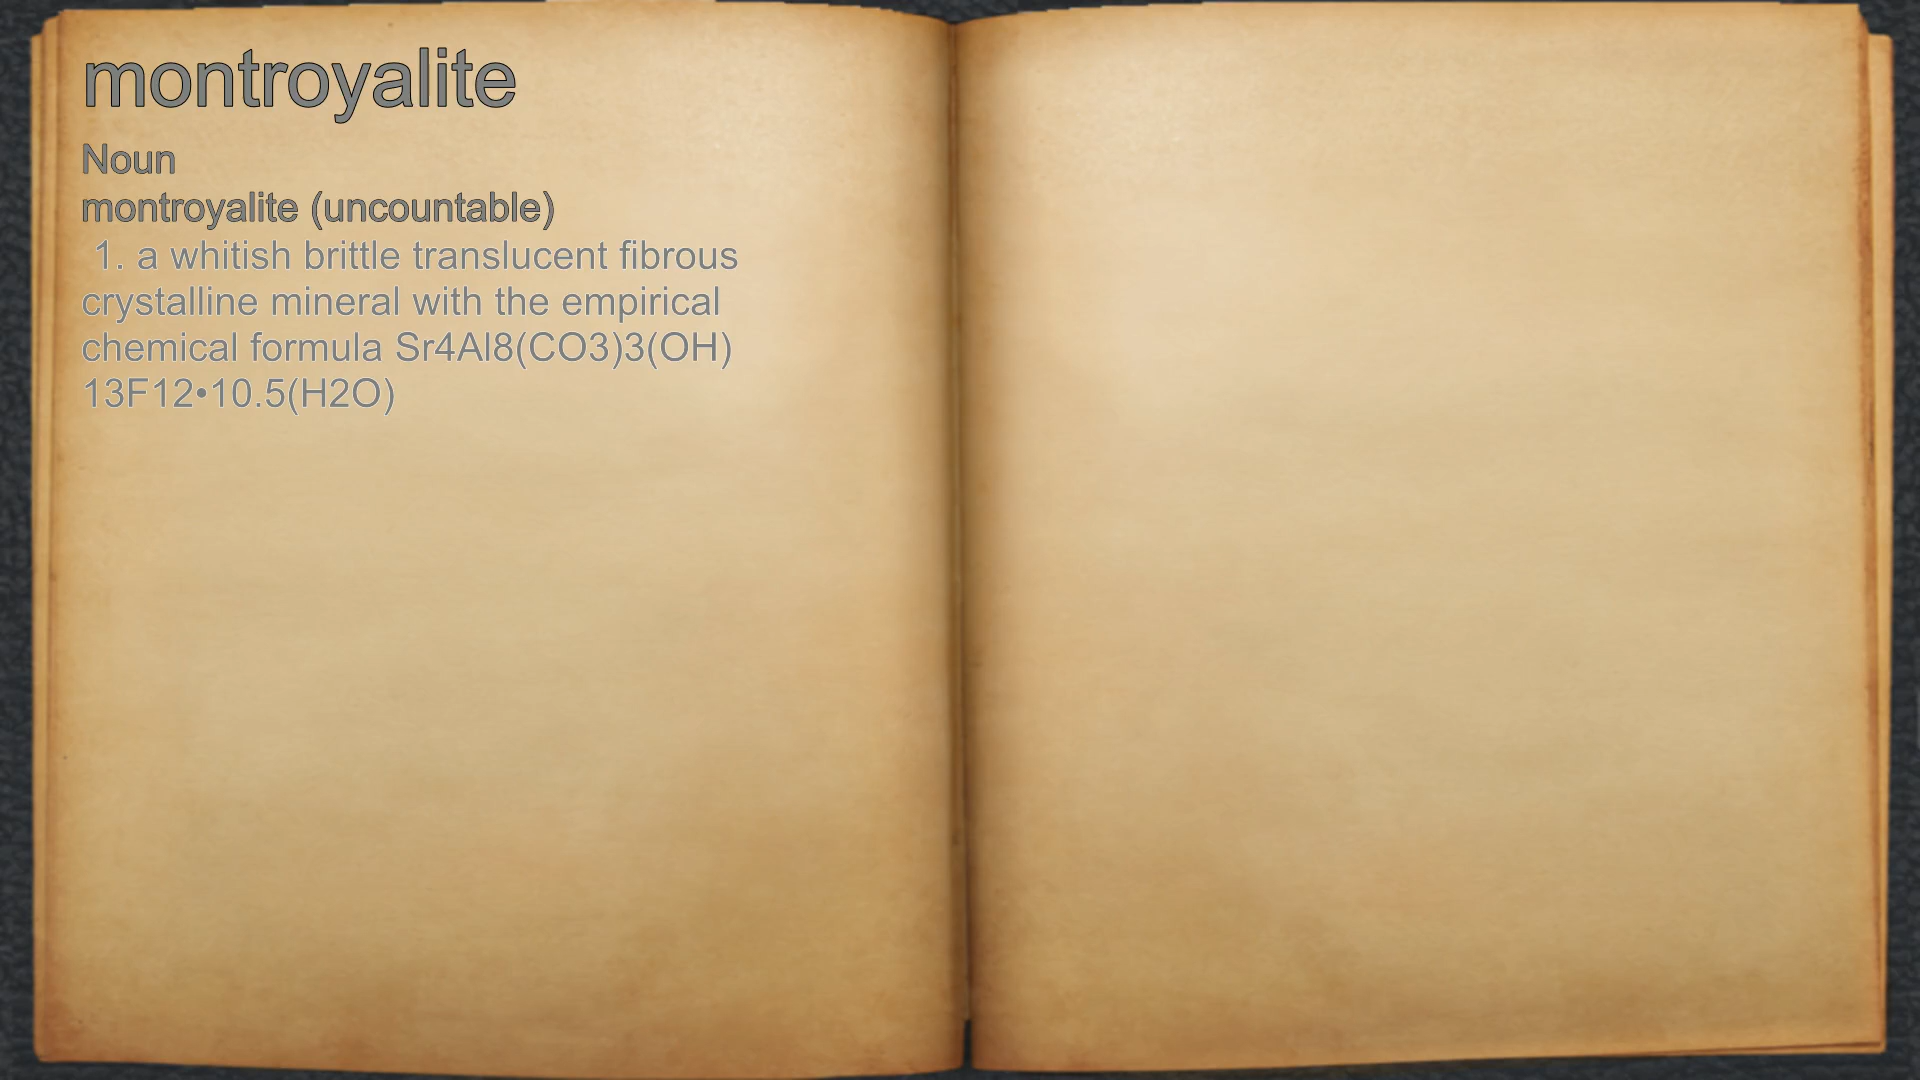 montroyalite
Noun
montroyalite (uncountable)
1. a whitish brittle translucent fibrous
crystalline mineral with the empirical
chemical formula Sr4Al8(CO3)3(OH)
13F12•10.5(H2O)